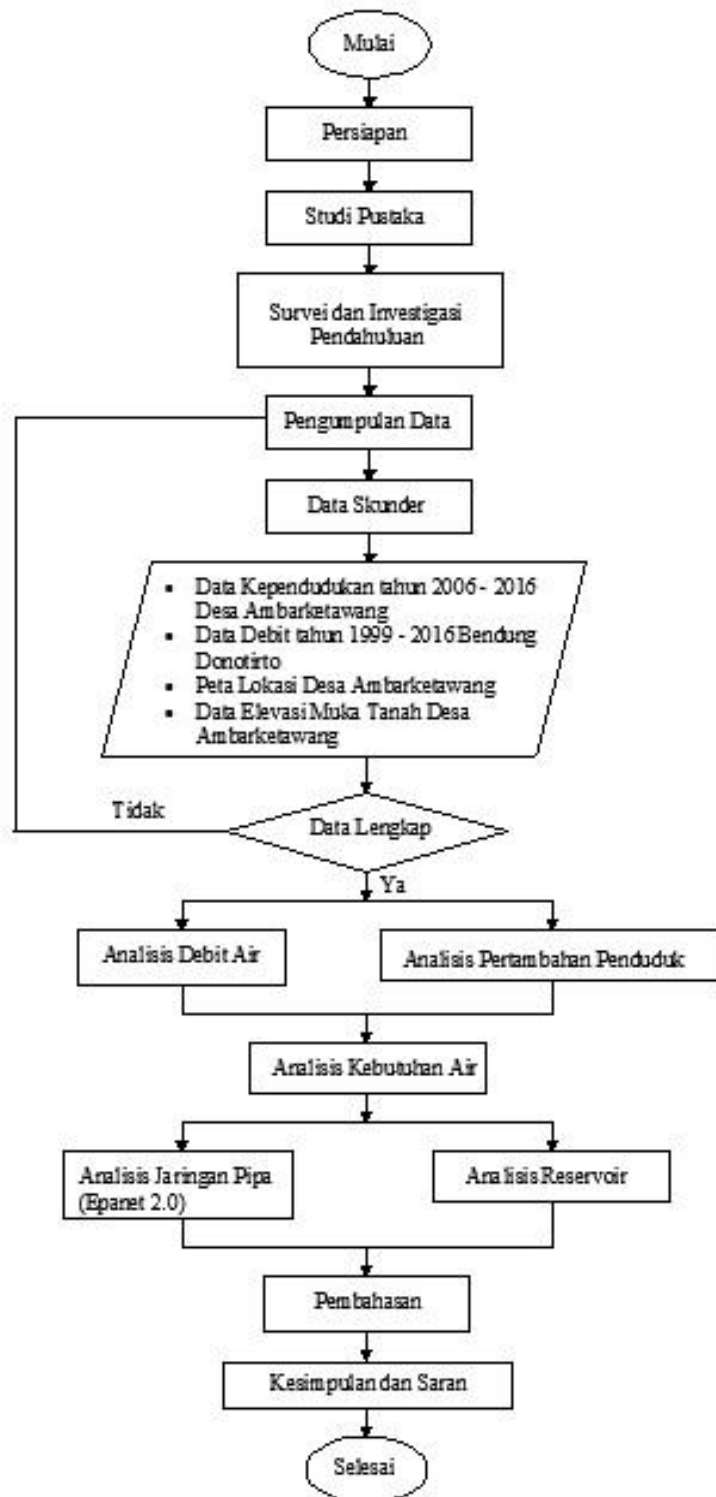 Mulai
Persiapan
Studi Pustaka
Survei dan Investigasi
Pendahuluan
Pengumpulan Data
Data Skunder
• Data Kependudukan tahun 2006 - 2016
Desa Ambarketawang
• Data Debit tahun 1999 - 2016 Bendung
Donotirto
• Peta Lokasi Desa Ambarketawang
• Data Elevasi Muka Tanah Desa
Ambarketawang
Tidak
Data Lengkap
Ya
Analisis Debit Air
Analisis Pertambahan Penduduk
Analisis Kebutuhan Air
Analisis Jaringan Pipa
(Epanet 2.0)
Analisis Reservoir
Pembahasan
Kesimpulan dan Saran
Selesai